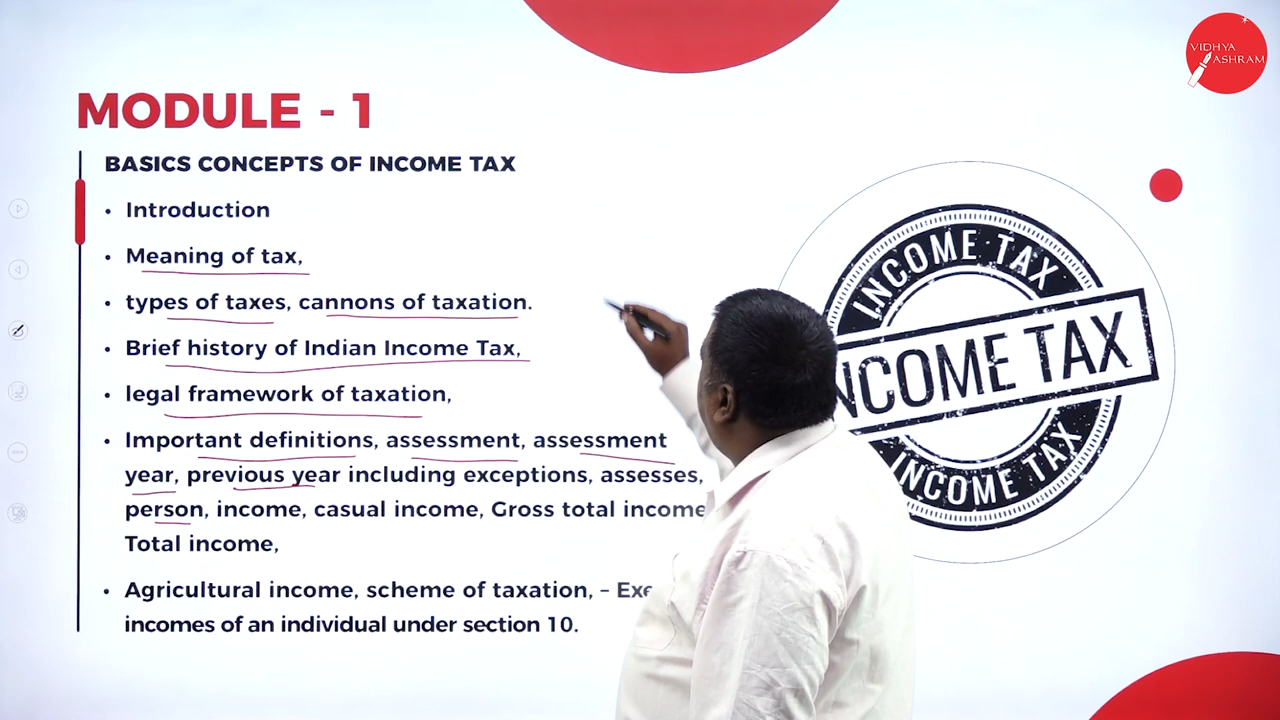 VIDHYA
ASHRAM
MODULE - 1
BASICS CONCEPTS OF INCOME TAX
• Introduction
• Meaning of tax,
• types of taxes, cannons of taxation.
• Brief history of Indian Income Tax,
• legal framework of taxation,
• Important definitions, assessment, assessment
year, previous year including exceptions, assesses,
person, income, casual income, Gross total income
Total income,
• Agricultural income, scheme of taxation, –
incomes of an individual under section 10.
INCOME TAX
INCOME TAX
INCOME TAX